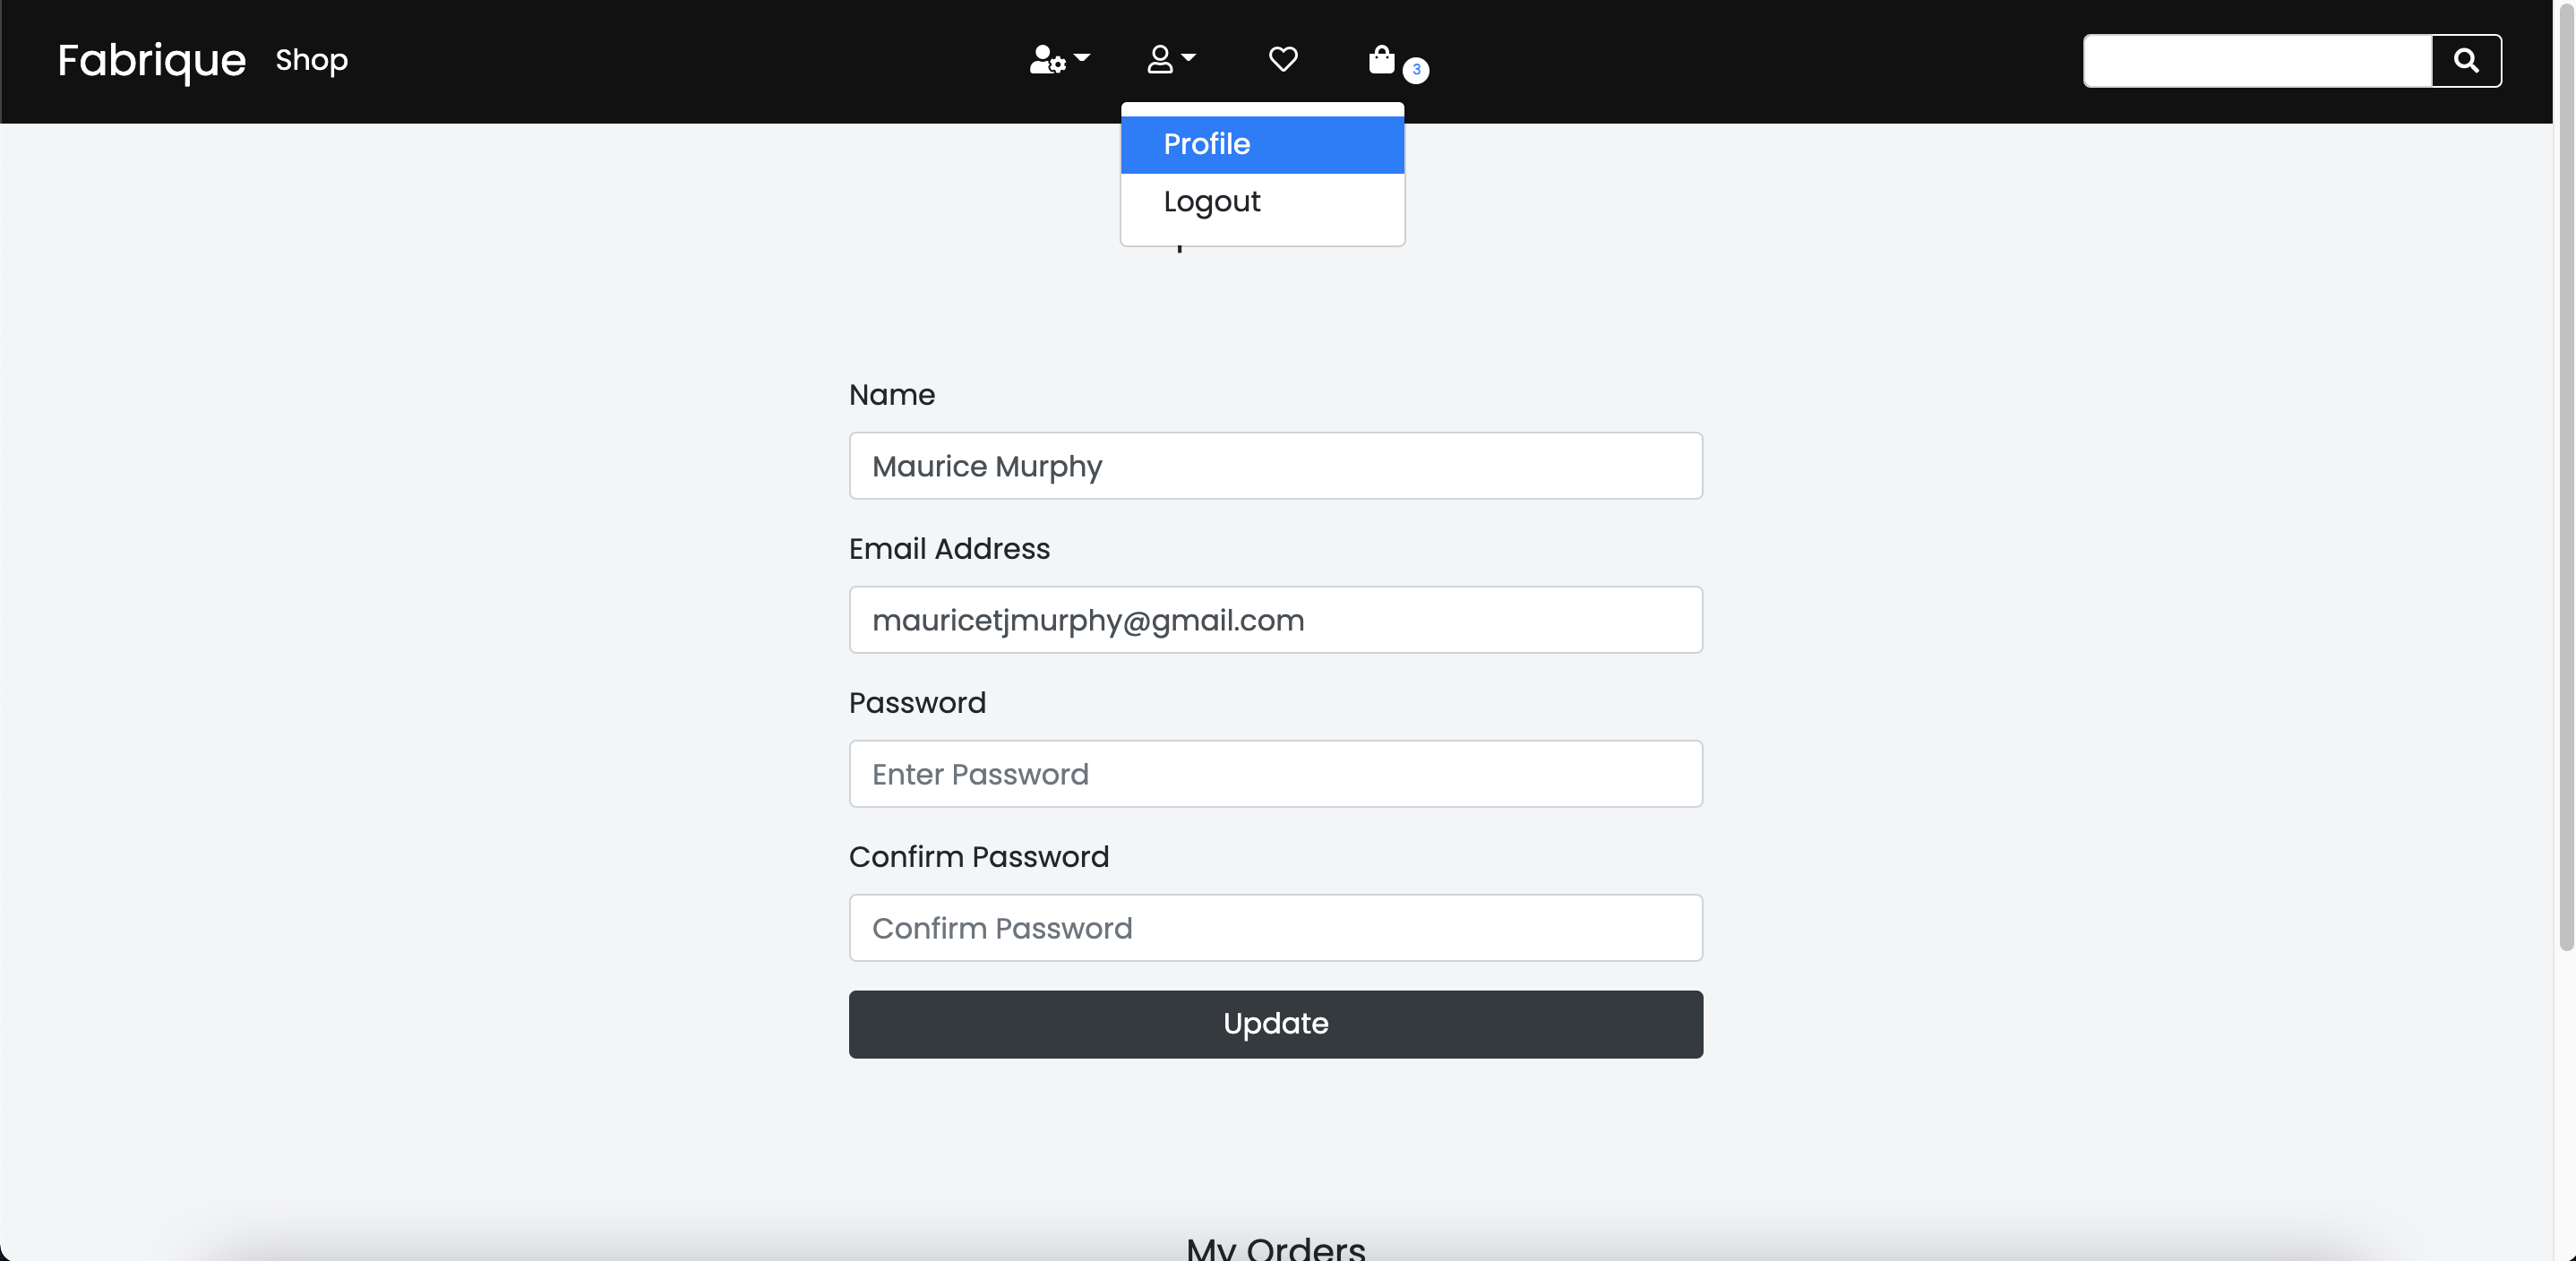 Fabrique Shop 3
Profile
Logout
Name
Maurice Murphy
Email Address
mauricetjmurphy@gmail.com
Password
Enter Password
Confirm Password
Confirm Password
Update
My Orders